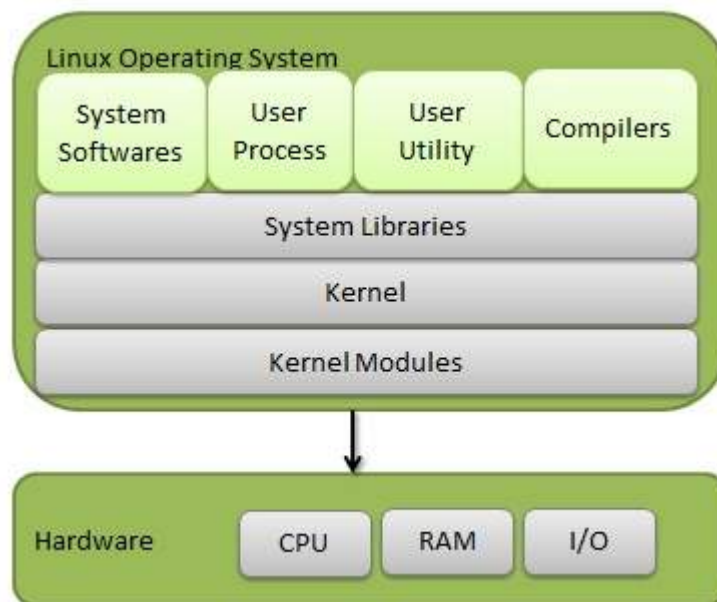 Linux Operating System
System
Softwares
User
Process
User
Utility
Compilers
System Libraries
Kernel
Kernel Modules
Hardware
CPU
RAM
I/O